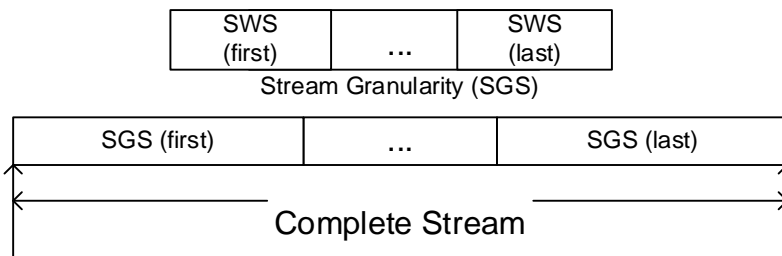 SWS (first) ... SWS (last)
Stream Granularity (SGS)
SGS (first) ... SGS (last)
Complete Stream